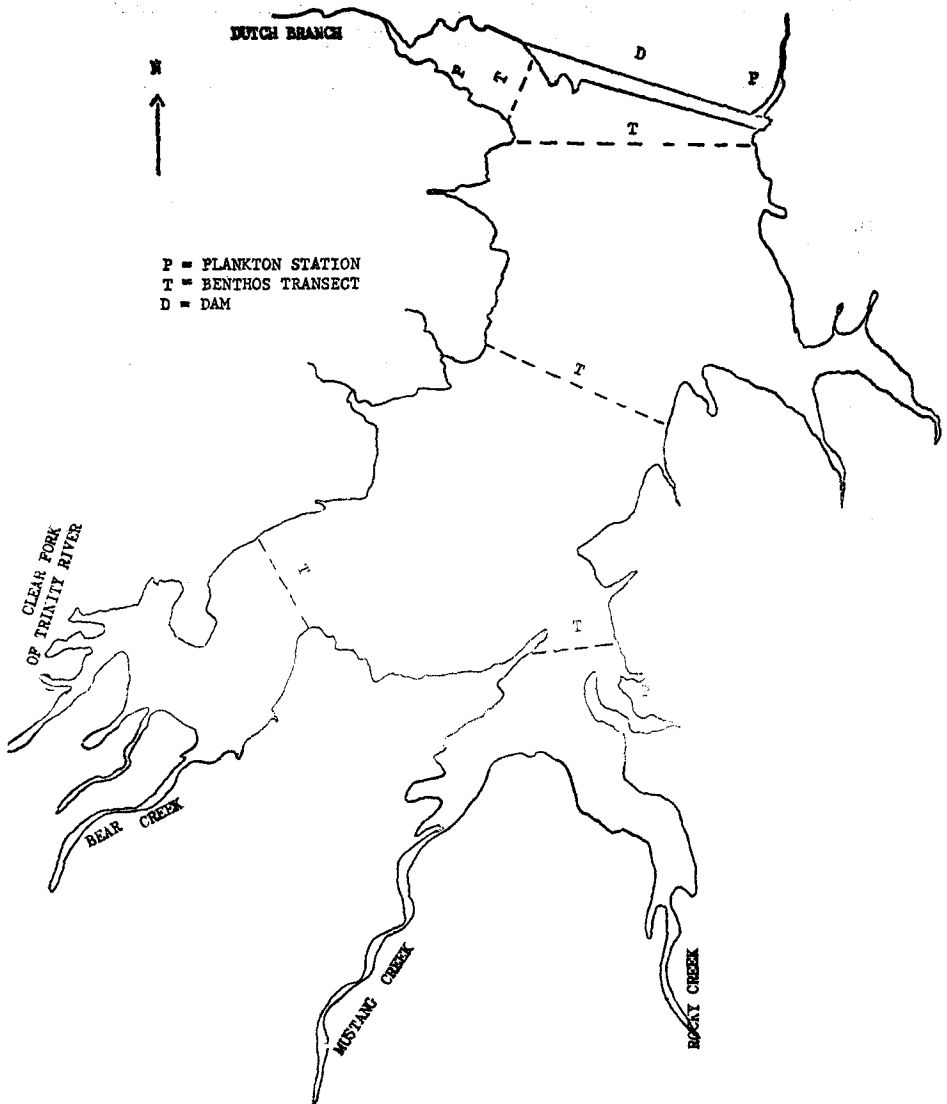 DUTCH BRANCH
D
N
P
T
P
T
P = PLANKTON STATION
T = BENTHOS TRANSECT
D = DAM
T
CLEAR FORK
OF TRINITY RIVER
T
T
BEAR CREEK
MUSTANG CREEK
ROCKY CREEK